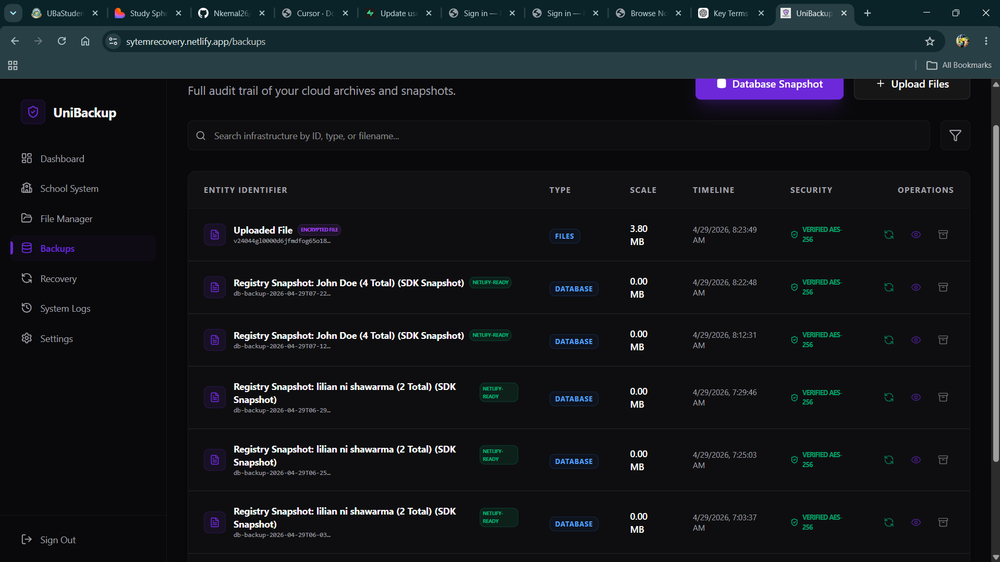 UBaStuden
Study Sphe
Nkemal26/
Cursor · Do
Update use
Sign in —
Sign in —
Browse No
Key Terms
UniBackup
sytemrecovery.netlify.app/backups
All Bookmarks
UniBackup
Dashboard
School System
File Manager
Backups
Recovery
System Logs
Settings
Sign Out
Full audit trail of your cloud archives and snapshots.
Database Snapshot
+ Upload Files
Search infrastructure by ID, type, or filename...
ENTITY IDENTIFIER TYPE SCALE TIMELINE SECURITY OPERATIONS
Uploaded File ENCRYPTED FILE
v24044gl0000d6jfmdfog65o18…
FILES
3.80
MB
4/29/2026, 8:23:49
AM
VERIFIED AES-
256
Registry Snapshot: John Doe (4 Total) (SDK Snapshot) NETLIFY-READY
db-backup-2026-04-29T07-22…
DATABASE
0.00
MB
4/29/2026, 8:22:48
AM
VERIFIED AES-
256
Registry Snapshot: John Doe (4 Total) (SDK Snapshot) NETLIFY-READY
db-backup-2026-04-29T07-12…
DATABASE
0.00
MB
4/29/2026, 8:12:31
AM
VERIFIED AES-
256
Registry Snapshot: lilian ni shawarma (2 Total) (SDK
Snapshot)
NETLIFY-
READY
db-backup-2026-04-29T06-29…
DATABASE
0.00
MB
4/29/2026, 7:29:46
AM
VERIFIED AES-
256
Registry Snapshot: lilian ni shawarma (2 Total) (SDK
Snapshot)
NETLIFY-
READY
db-backup-2026-04-29T06-25…
DATABASE
0.00
MB
4/29/2026, 7:25:03
AM
VERIFIED AES-
256
Registry Snapshot: lilian ni shawarma (2 Total) (SDK
Snapshot)
NETLIFY-
READY
db-backup-2026-04-29T06-03…
DATABASE
0.00
MB
4/29/2026, 7:03:37
AM
VERIFIED AES-
256